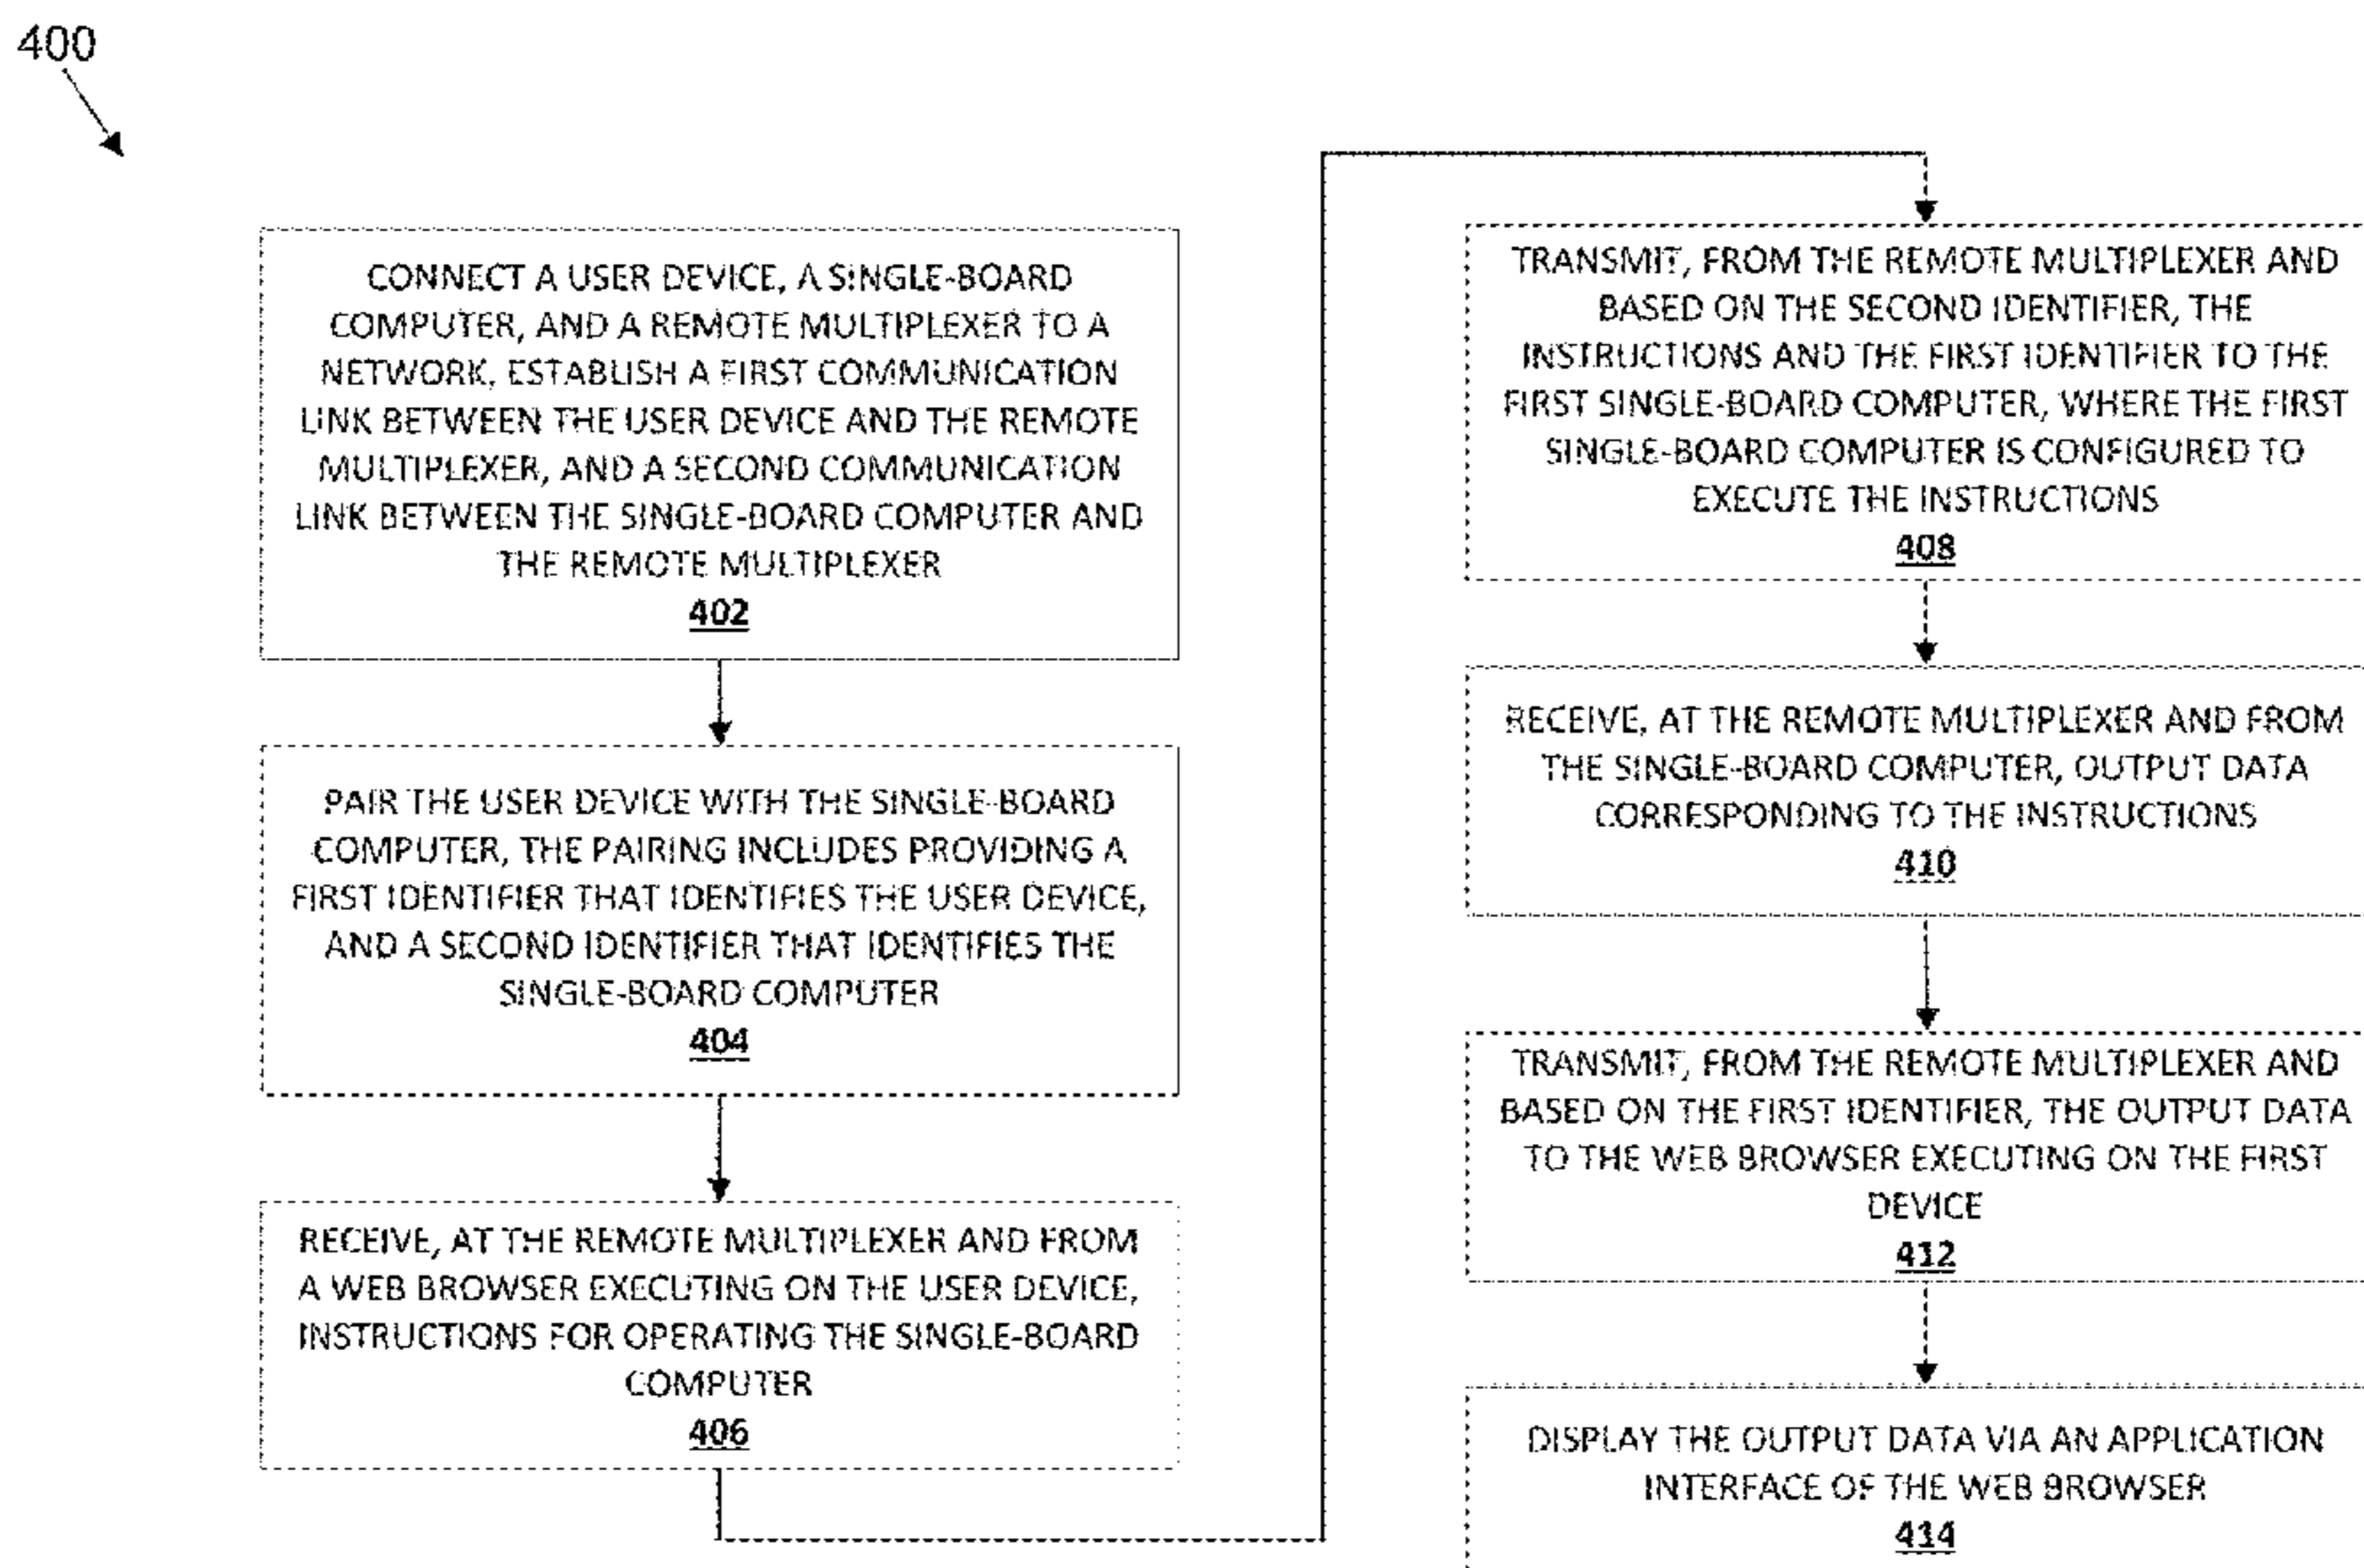 400
CONNECT A USER DEVICE, A SINGLE-BOARD
COMPUTER, AND A REMOTE MULTIPLEXER TO A
NETWORK, ESTABLISH A FIRST COMMUNICATION
LINK BETWEEN THE USER DEVICE AND THE REMOTE
MULTIPLEXER, AND A SECOND COMMUNICATION
LINK BETWEEN THE SINGLE-BOARD COMPUTER AND
THE REMOTE MULTIPLEXER
402
PAIR THE USER DEVICE WITH THE SINGLE-BOARD
COMPUTER, THE PAIRING INCLUDES PROVIDING A
FIRST IDENTIFIER THAT IDENTIFIES THE USER DEVICE,
AND A SECOND IDENTIFIER THAT IDENTIFIES THE
SINGLE-BOARD COMPUTER
404
RECEIVE, AT THE REMOTE MULTIPLEXER AND FROM
A WEB BROWSER EXECUTING ON THE USER DEVICE,
INSTRUCTIONS FOR OPERATING THE SINGLE-BOARD
COMPUTER
406
TRANSMIT, FROM THE REMOTE MULTIPLEXER AND
BASED ON THE SECOND IDENTIFIER, THE
INSTRUCTIONS AND THE FIRST IDENTIFIER TO THE
FIRST SINGLE-BOARD COMPUTER, WHERE THE FIRST
SINGLE-BOARD COMPUTER IS CONFIGURED TO
EXECUTE THE INSTRUCTIONS
408
RECEIVE, AT THE REMOTE MULTIPLEXER AND FROM
THE SINGLE-BOARD COMPUTER, OUTPUT DATA
CORRESPONDING TO THE INSTRUCTIONS
410
TRANSMIT, FROM THE REMOTE MULTIPLEXER AND
BASED ON THE FIRST IDENTIFIER, THE OUTPUT DATA
TO THE WEB BROWSER EXECUTING ON THE FIRST
DEVICE
412
DISPLAY THE OUTPUT DATA VIA AN APPLICATION
INTERFACE OF THE WEB BROWSER
414